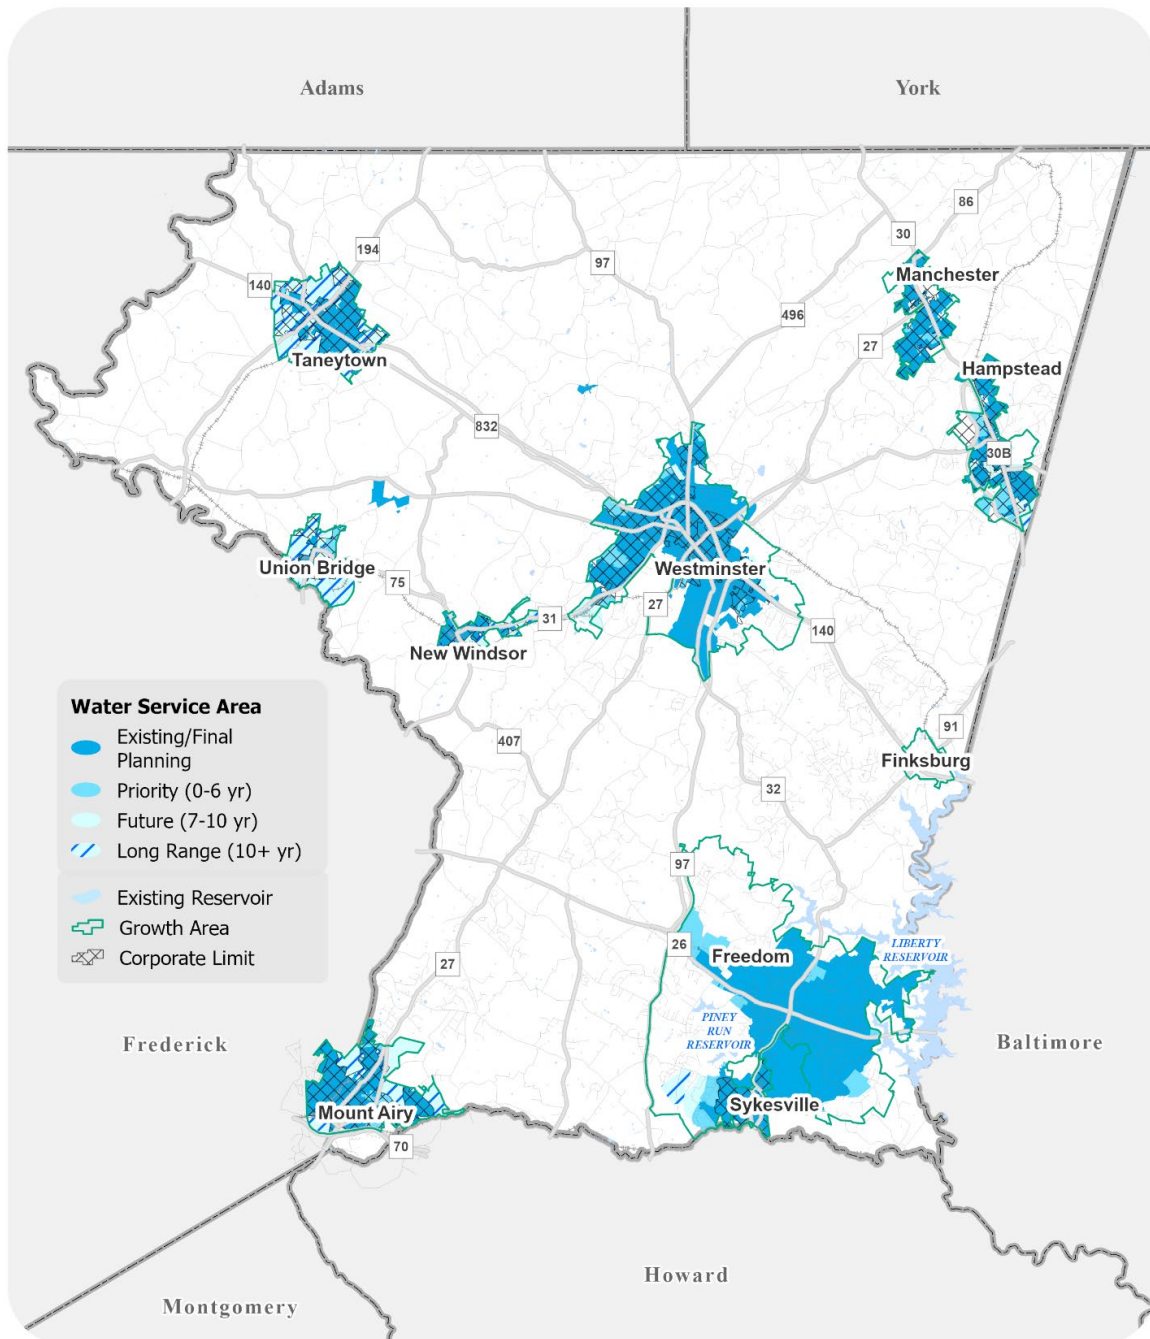 Adams
York
86
30
194
97
Manchester
140
496
27
Taneytown
Hampstead
832
30B
Union Bridge
Westminster
75
27
31
140
New Windsor
Water Service Area
Existing/Final
Planning
Priority (0-6 yr)
Future (7-10 yr)
Long Range (10+ yr)
Existing Reservoir
Growth Area
Corporate Limit
407
91
Finksburg
32
97
26
Freedom
LIBERTY
RESERVOIR
27
PINEY
RUN
RESERVOIR
Frederick
Baltimore
Mount Airy
Sykesville
70
Howard
Montgomery